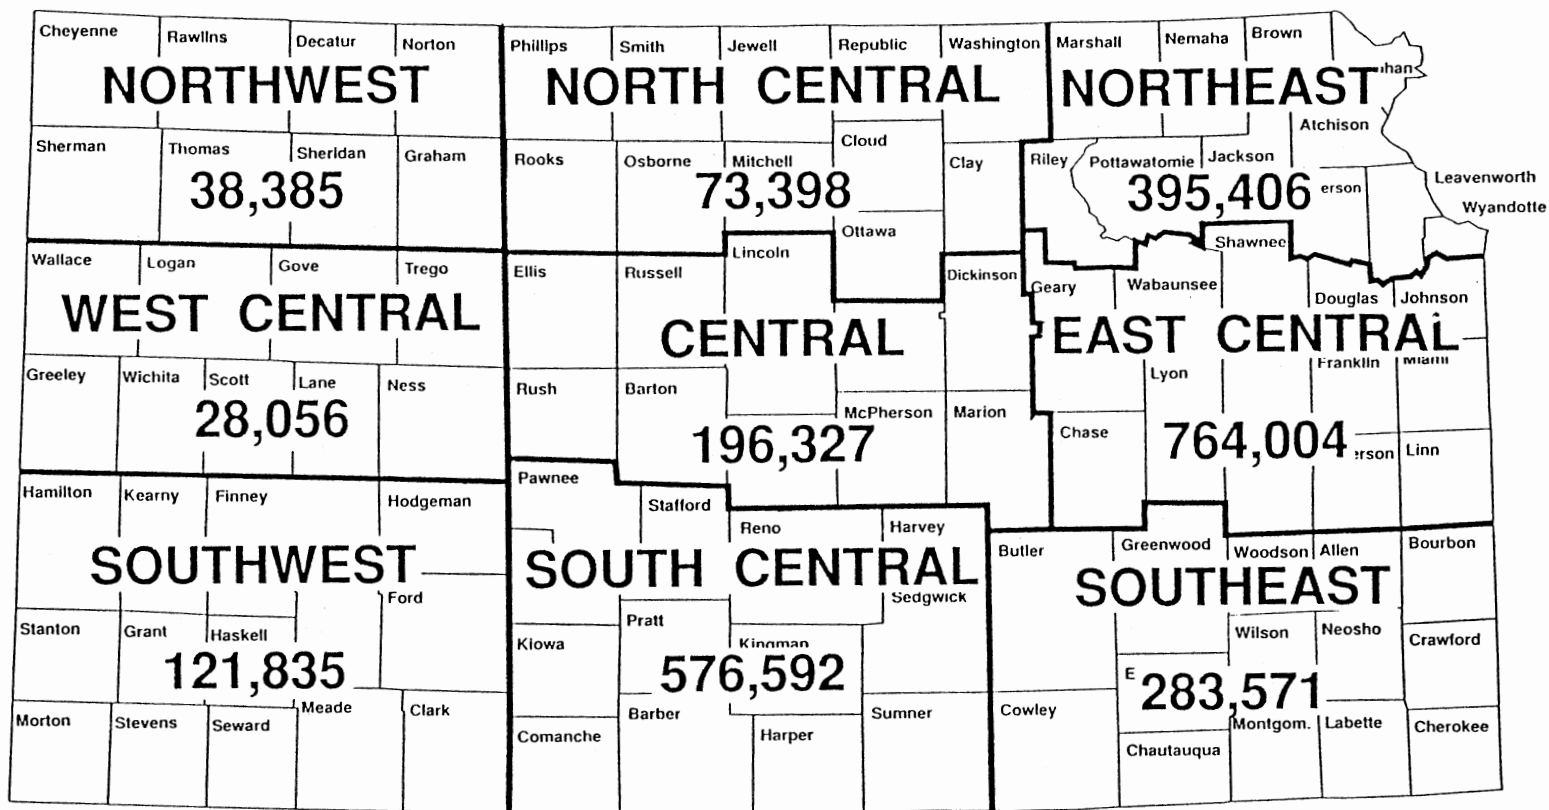 Cheyenne
Rawlins
Decatur
Norton
NORTHWEST
Sherman
Thomas
Sheridan
Graham
38,385
Phillips
Smith
Jewell
Republic
Washington
NORTH CENTRAL
Cloud
Rooks
Osborne
Mitchell
Clay
73,398
Ottawa
Marshall
Nemaha
Brown
NORTHEAST
Atchison
Riley
Pottawatomie
Jackson
395,406
Leavenworth
Wyandotte
Wallace
Logan
Gove
Trego
WEST CENTRAL
Greeley
Wichita
Scott
Lane
Ness
28,056
Ellis
Russell
Lincoln
Dickinson
CENTRAL
Rush
Barton
McPherson
Marion
196,327
Shawnee
Geary
Wabaunsee
Douglas
Johnson
EAST CENTRAL
Franklin
Miami
Lyon
Chase
764,004
Linn
Hamilton
Kearny
Finney
Hodgeman
SOUTHWEST
Ford
Stanton
Grant
Haskell
121,835
Meade
Clark
Morton
Stevens
Seward
Pawnee
Stafford
Reno
Harvey
SOUTH CENTRAL
Sedgwick
Pratt
Kiowa
Kingman
576,592
Barber
Sumner
Comanche
Harper
Butler
Greenwood
Woodson
Allen
Bourbon
SOUTHEAST
Wilson
Neosho
Crawford
E
283,571
Cowley
Montgom.
Labette
Cherokee
Chautauqua